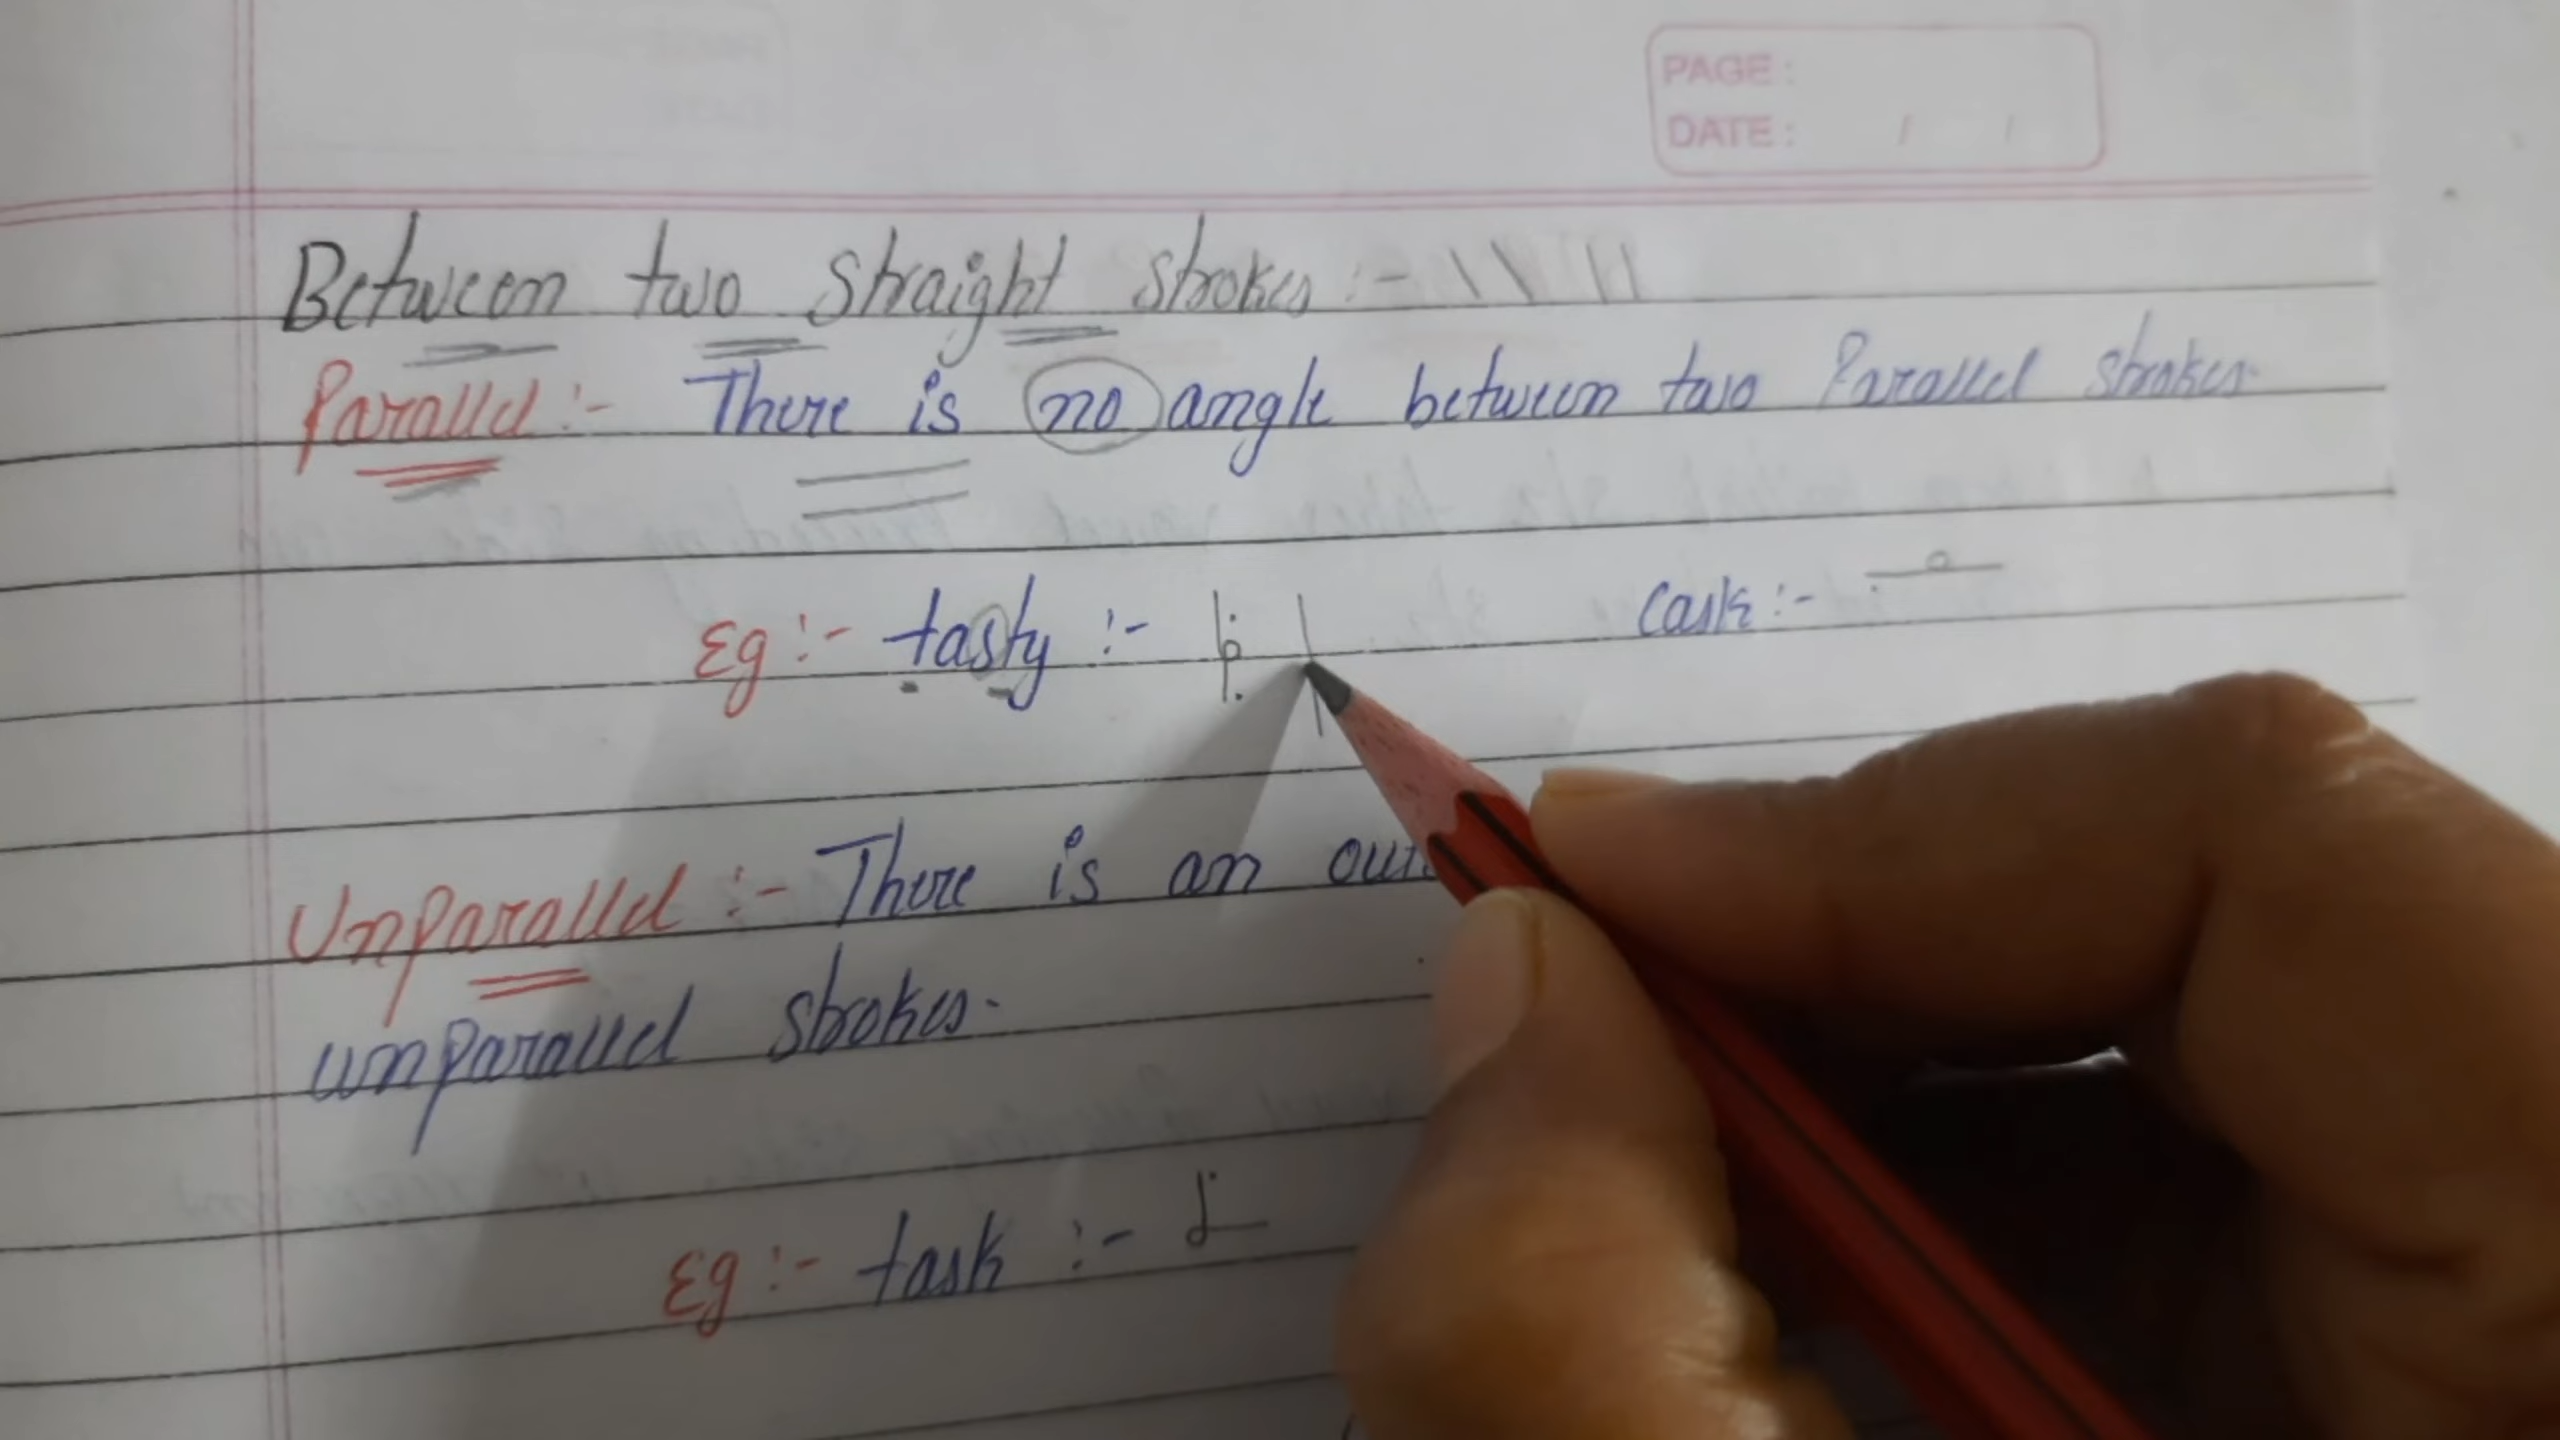 PAGE :
DATE : / /
Between two straight strokes :-
Parallel :- There is no angle between two Parallel strokes.
Eg :- tasty :- Cask :-
Unparallel :- There is an
unparallel strokes.
Eg :- task :-